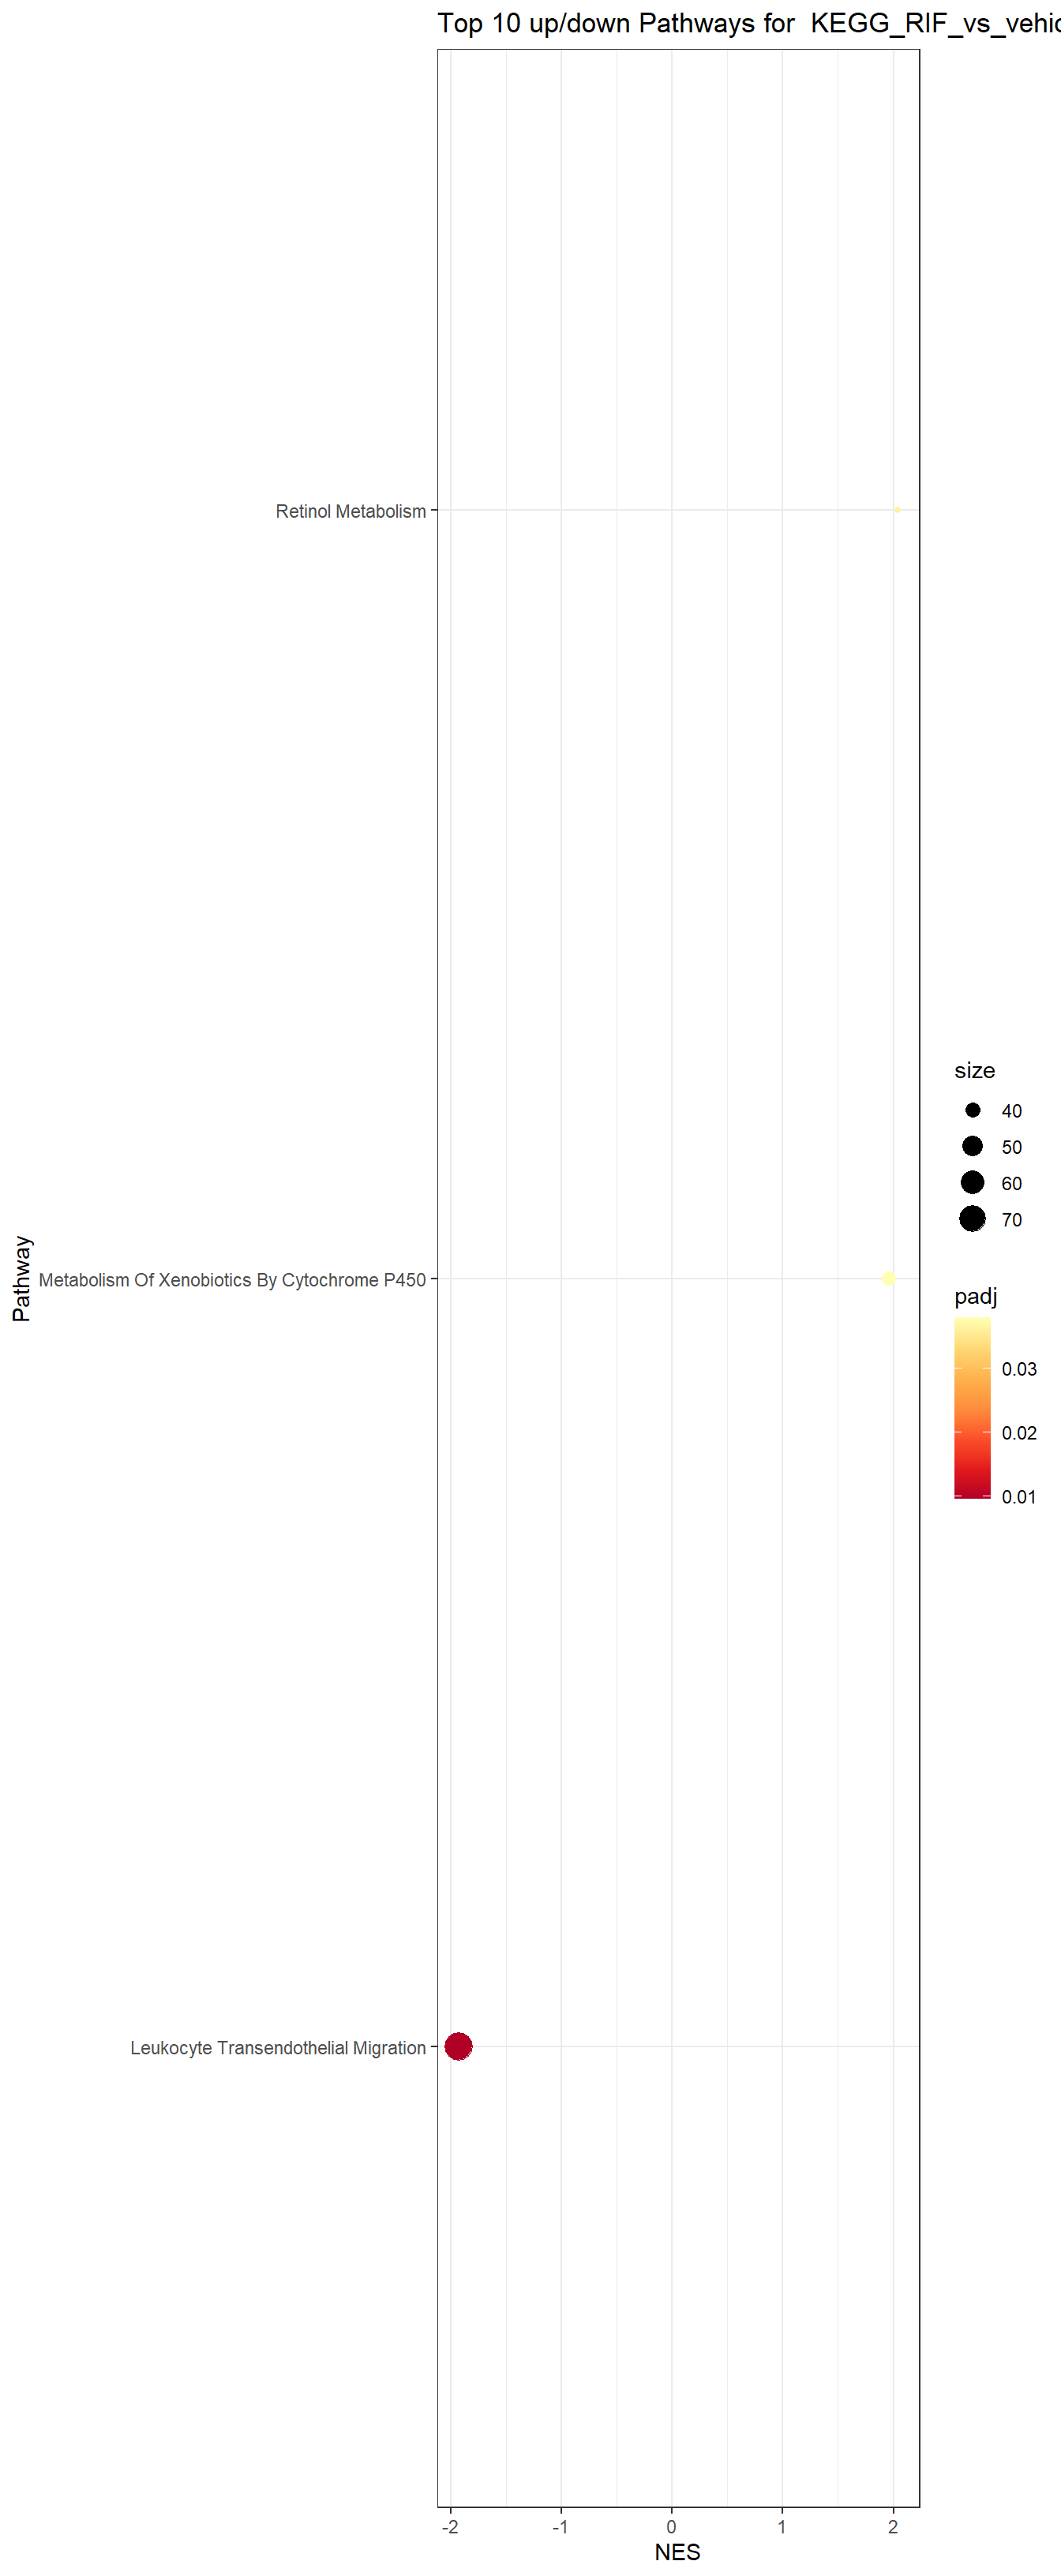 Top 10 up/down Pathways for  KEGG_RIF_vs_vehic
Retinol Metabolism
Metabolism Of Xenobiotics By Cytochrome P450
Leukocyte Transendothelial Migration
Pathway
-2
-1
0
1
2
NES
size
40
50
60
70
padj
0.03
0.02
0.01